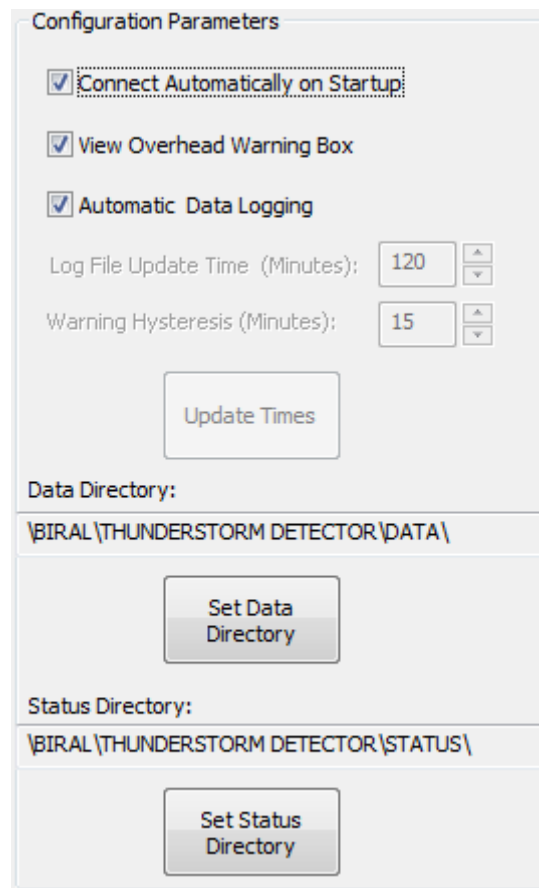 Configuration Parameters
Connect Automatically on Startup
View Overhead Warning Box
Automatic  Data Logging
Log File Update Time  (Minutes): 120
Warning Hysteresis (Minutes): 15
Update Times
Data Directory:
\BIRAL\THUNDERSTORM DETECTOR\DATA\
Set Data
Directory
Status Directory:
\BIRAL\THUNDERSTORM DETECTOR\STATUS\
Set Status
Directory